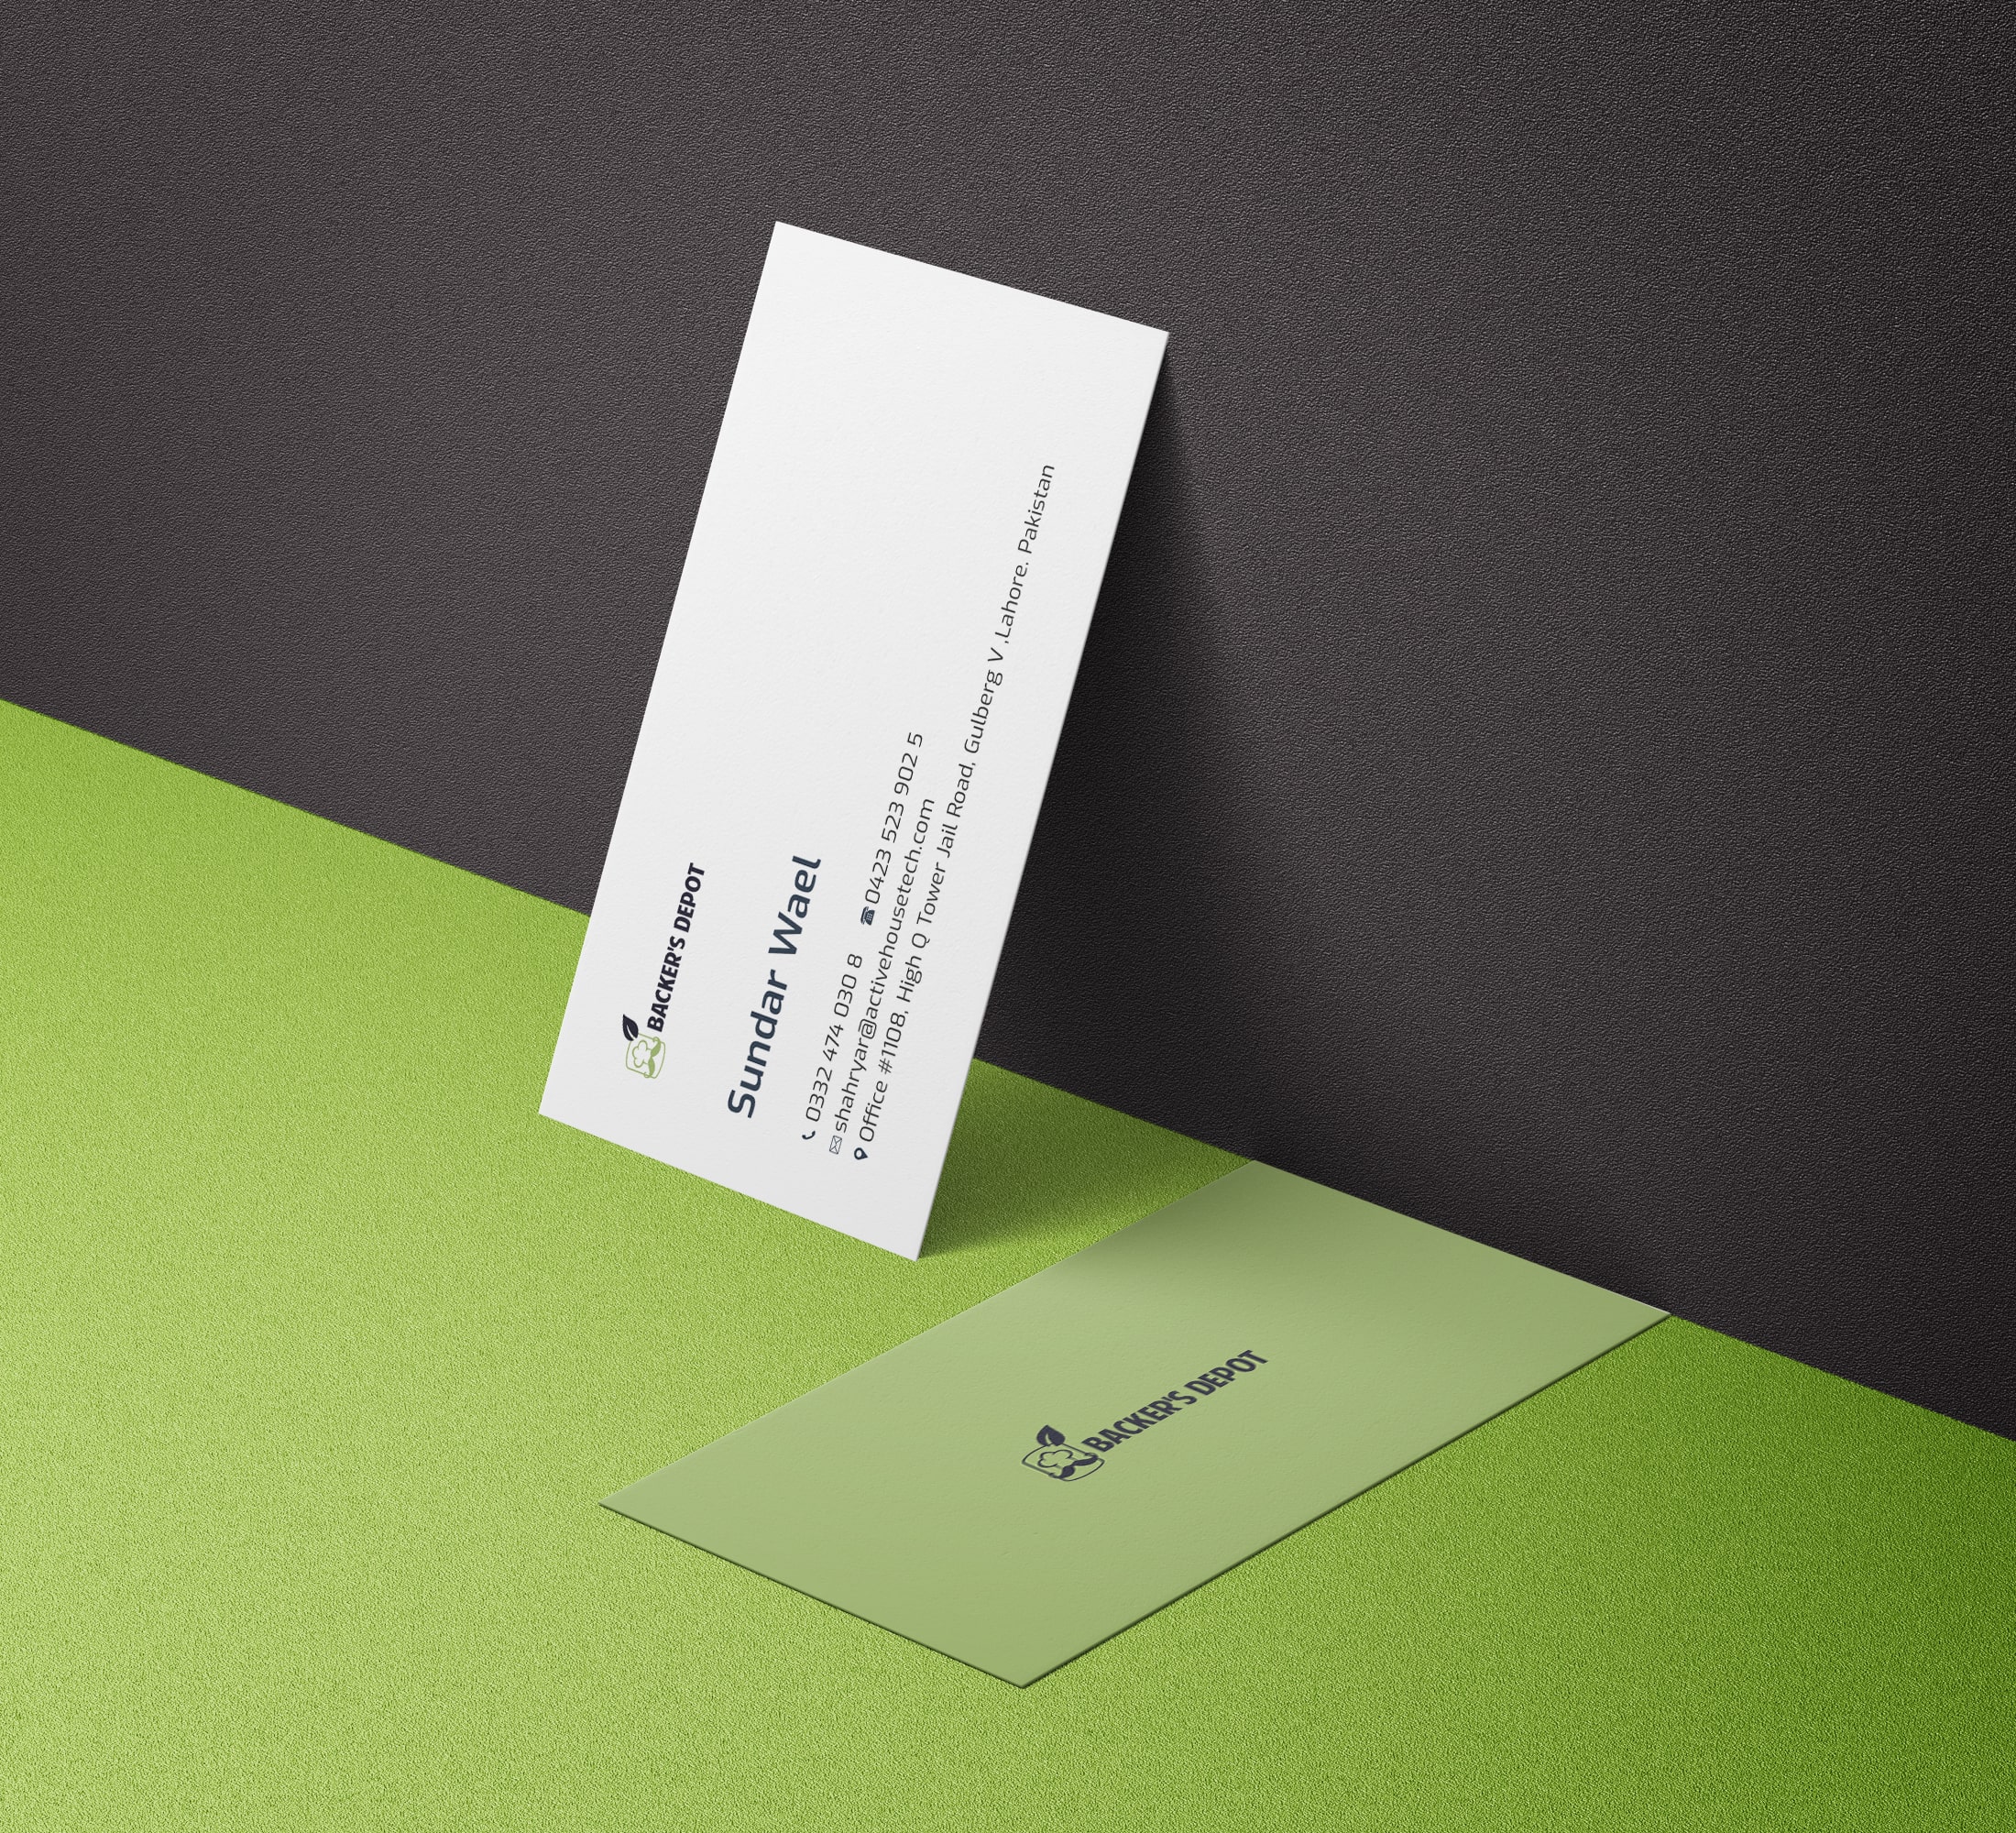 BACKER'S DEPOT
Sundar Wael
0332 474 030 8 0423 523 902 5
shahryar@activehousetech.com
Office #1108, High Q Tower Jail Road, Gulberg V ,Lahore. Pakistan
BACKER'S DEPOT